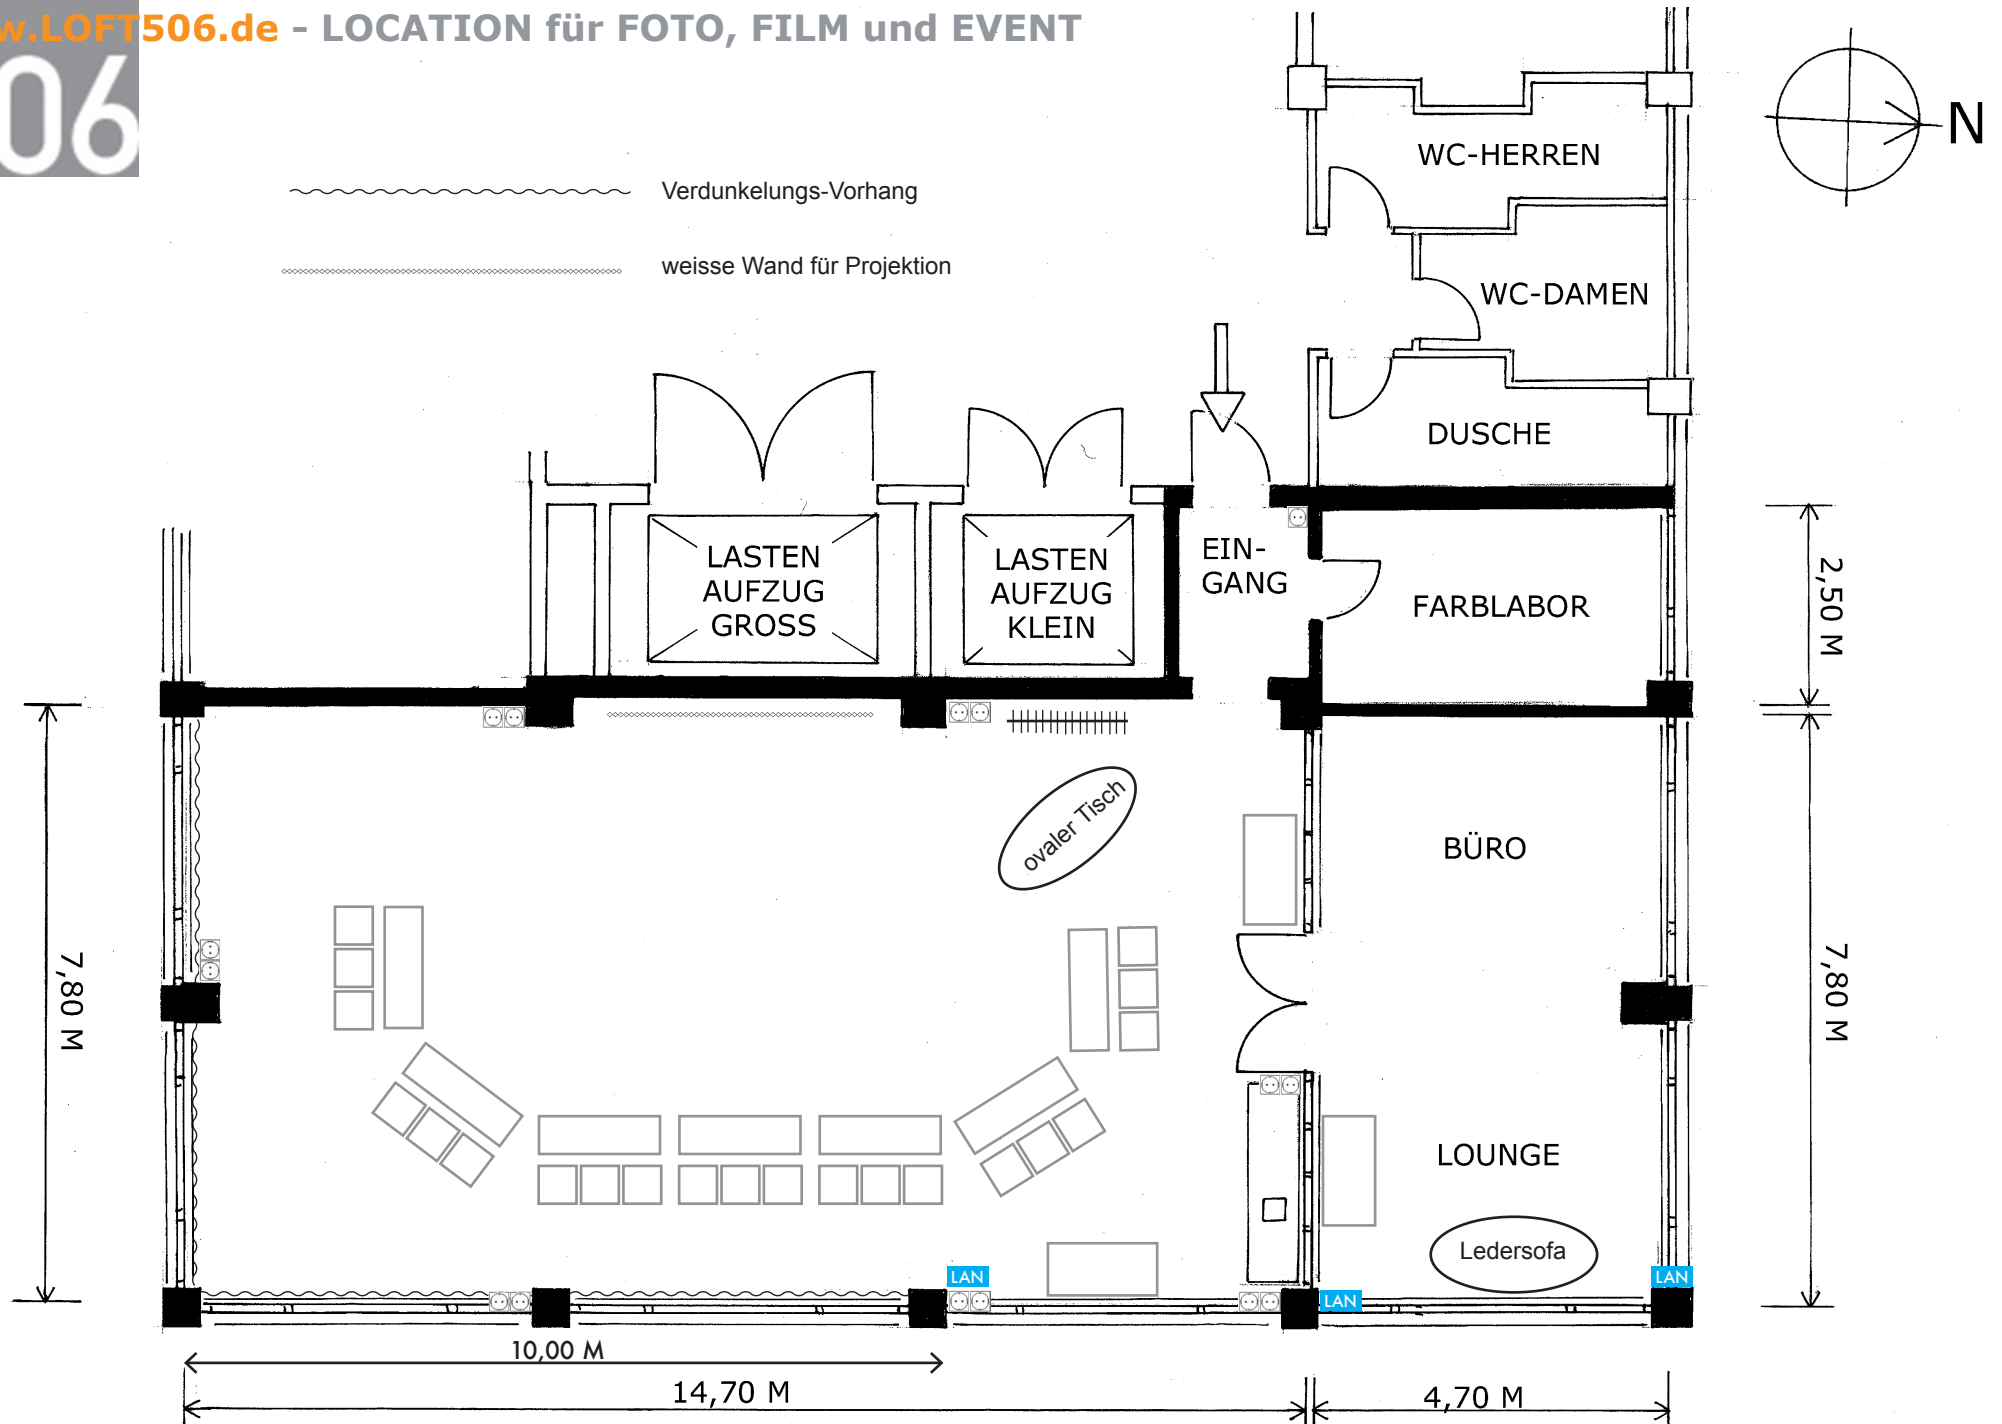 w.LOFT506.de - LOCATION für FOTO, FILM und EVENT
06
N
Verdunkelungs-Vorhang
weisse Wand für Projektion
WC-HERREN
WC-DAMEN
DUSCHE
LASTEN
AUFZUG
GROSS
LASTEN
AUFZUG
KLEIN
EIN-
GANG
FARBLABOR
2,50 M
ovaler Tisch
BÜRO
7,80 M
7,80 M
LOUNGE
Ledersofa
LAN
LAN
LAN
10,00 M
14,70 M
4,70 M